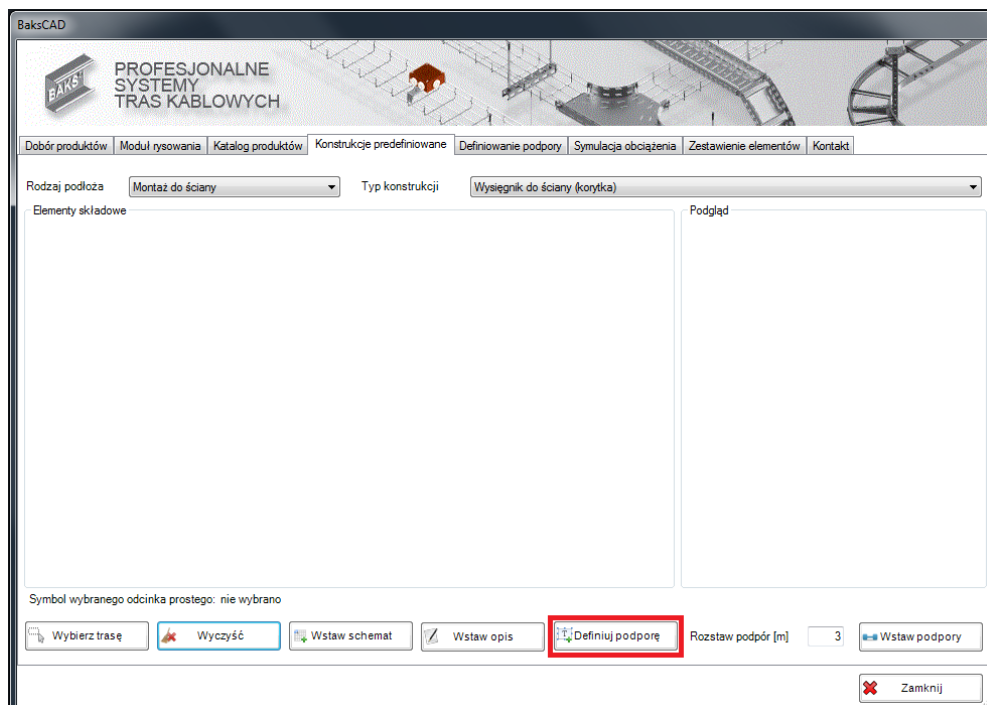 BaksCAD
BAKS
PROFESJONALNE
SYSTEMY
TRAS KABLOWYCH
Dobór produktów Moduł rysowania Katalog produktów Konstrukcje predefiniowane Definiowanie podpory Symulacja obciążenia Zestawienie elementów Kontakt
Rodzaj podłoża Montaż do ściany Typ konstrukcji Wysięgnik do ściany (korytka)
Elementy składowe Podgląd
Symbol wybranego odcinka prostego: nie wybrano
Wybierz trasę Wyczyść Wstaw schemat Wstaw opis Definiuj podporę Rozstaw podpór [m] 3 Wstaw podpory
Zamknij